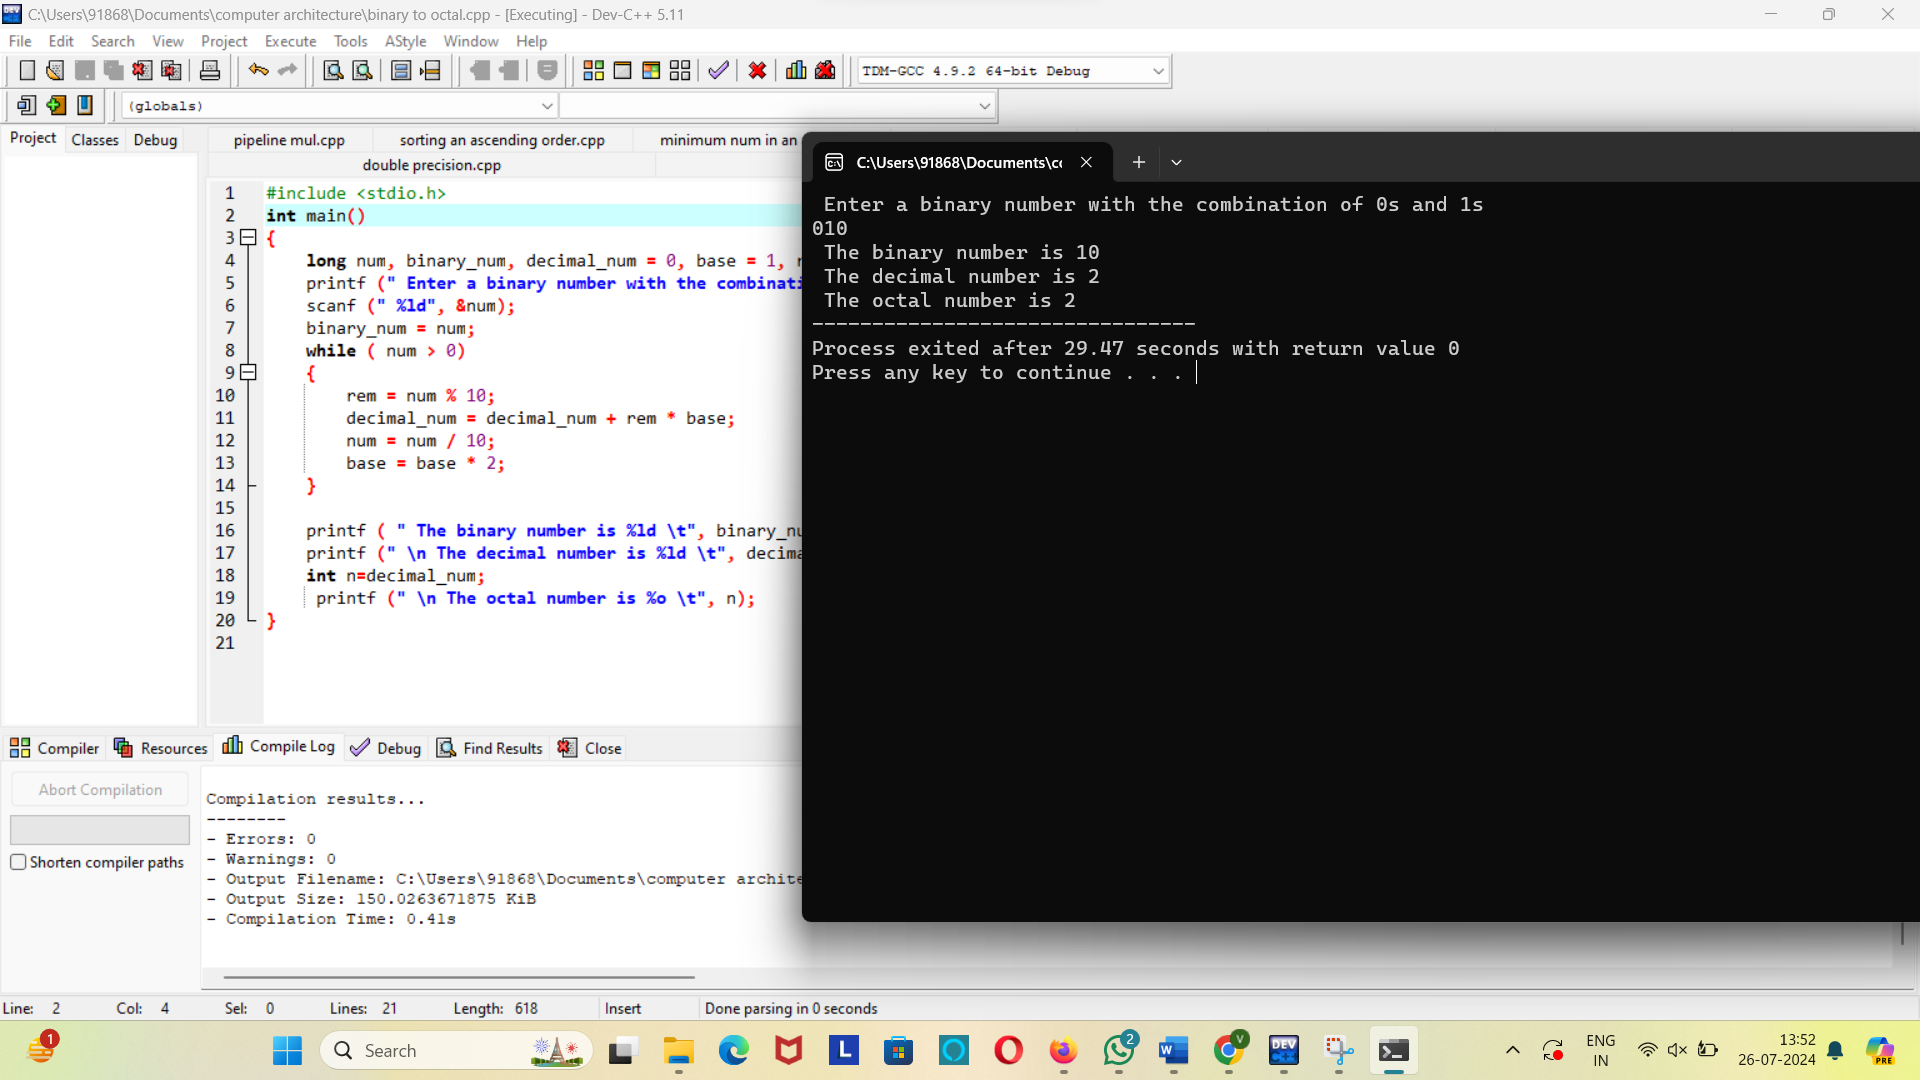 C:\Users\91868\Documents\computer architecture\binary to octal.cpp - [Executing] - Dev-C++ 5.11
File Edit Search View Project Execute Tools AStyle Window Help
TDM-GCC 4.9.2 64-bit Debug
(globals)
Project Classes Debug
pipeline mul.cpp sorting an ascending order.cpp minimum num in an
double precision.cpp
1 #include <stdio.h>
2 int main()
3 {
4 long num, binary_num, decimal_num = 0, base = 1,
5 printf (" Enter a binary number with the combinati
6 scanf (" %ld", &num);
7 binary_num = num;
8 while ( num > 0)
9 {
10 rem = num % 10;
11 decimal_num = decimal_num + rem * base;
12 num = num / 10;
13 base = base * 2;
14 }
15
16 printf ( " The binary number is %ld \t", binary_nu
17 printf (" \n The decimal number is %ld \t", decima
18 int n=decimal_num;
19 printf (" \n The octal number is %o \t", n);
20 }
21
C:\Users\91868\Documents\co
Enter a binary number with the combination of 0s and 1s
010
The binary number is 10
The decimal number is 2
The octal number is 2
--------------------------------
Process exited after 29.47 seconds with return value 0
Press any key to continue . . .
Compiler Resources Compile Log Debug Find Results Close
Abort Compilation
Shorten compiler paths
Compilation results...
--------
- Errors: 0
- Warnings: 0
- Output Filename: C:\Users\91868\Documents\computer archite
- Output Size: 150.0263671875 KiB
- Compilation Time: 0.41s
Line: 2 Col: 4 Sel: 0 Lines: 21 Length: 618 Insert Done parsing in 0 seconds
1
Search
L
2
W
V
DEV
ENG
IN
13:52
26-07-2024
PRE